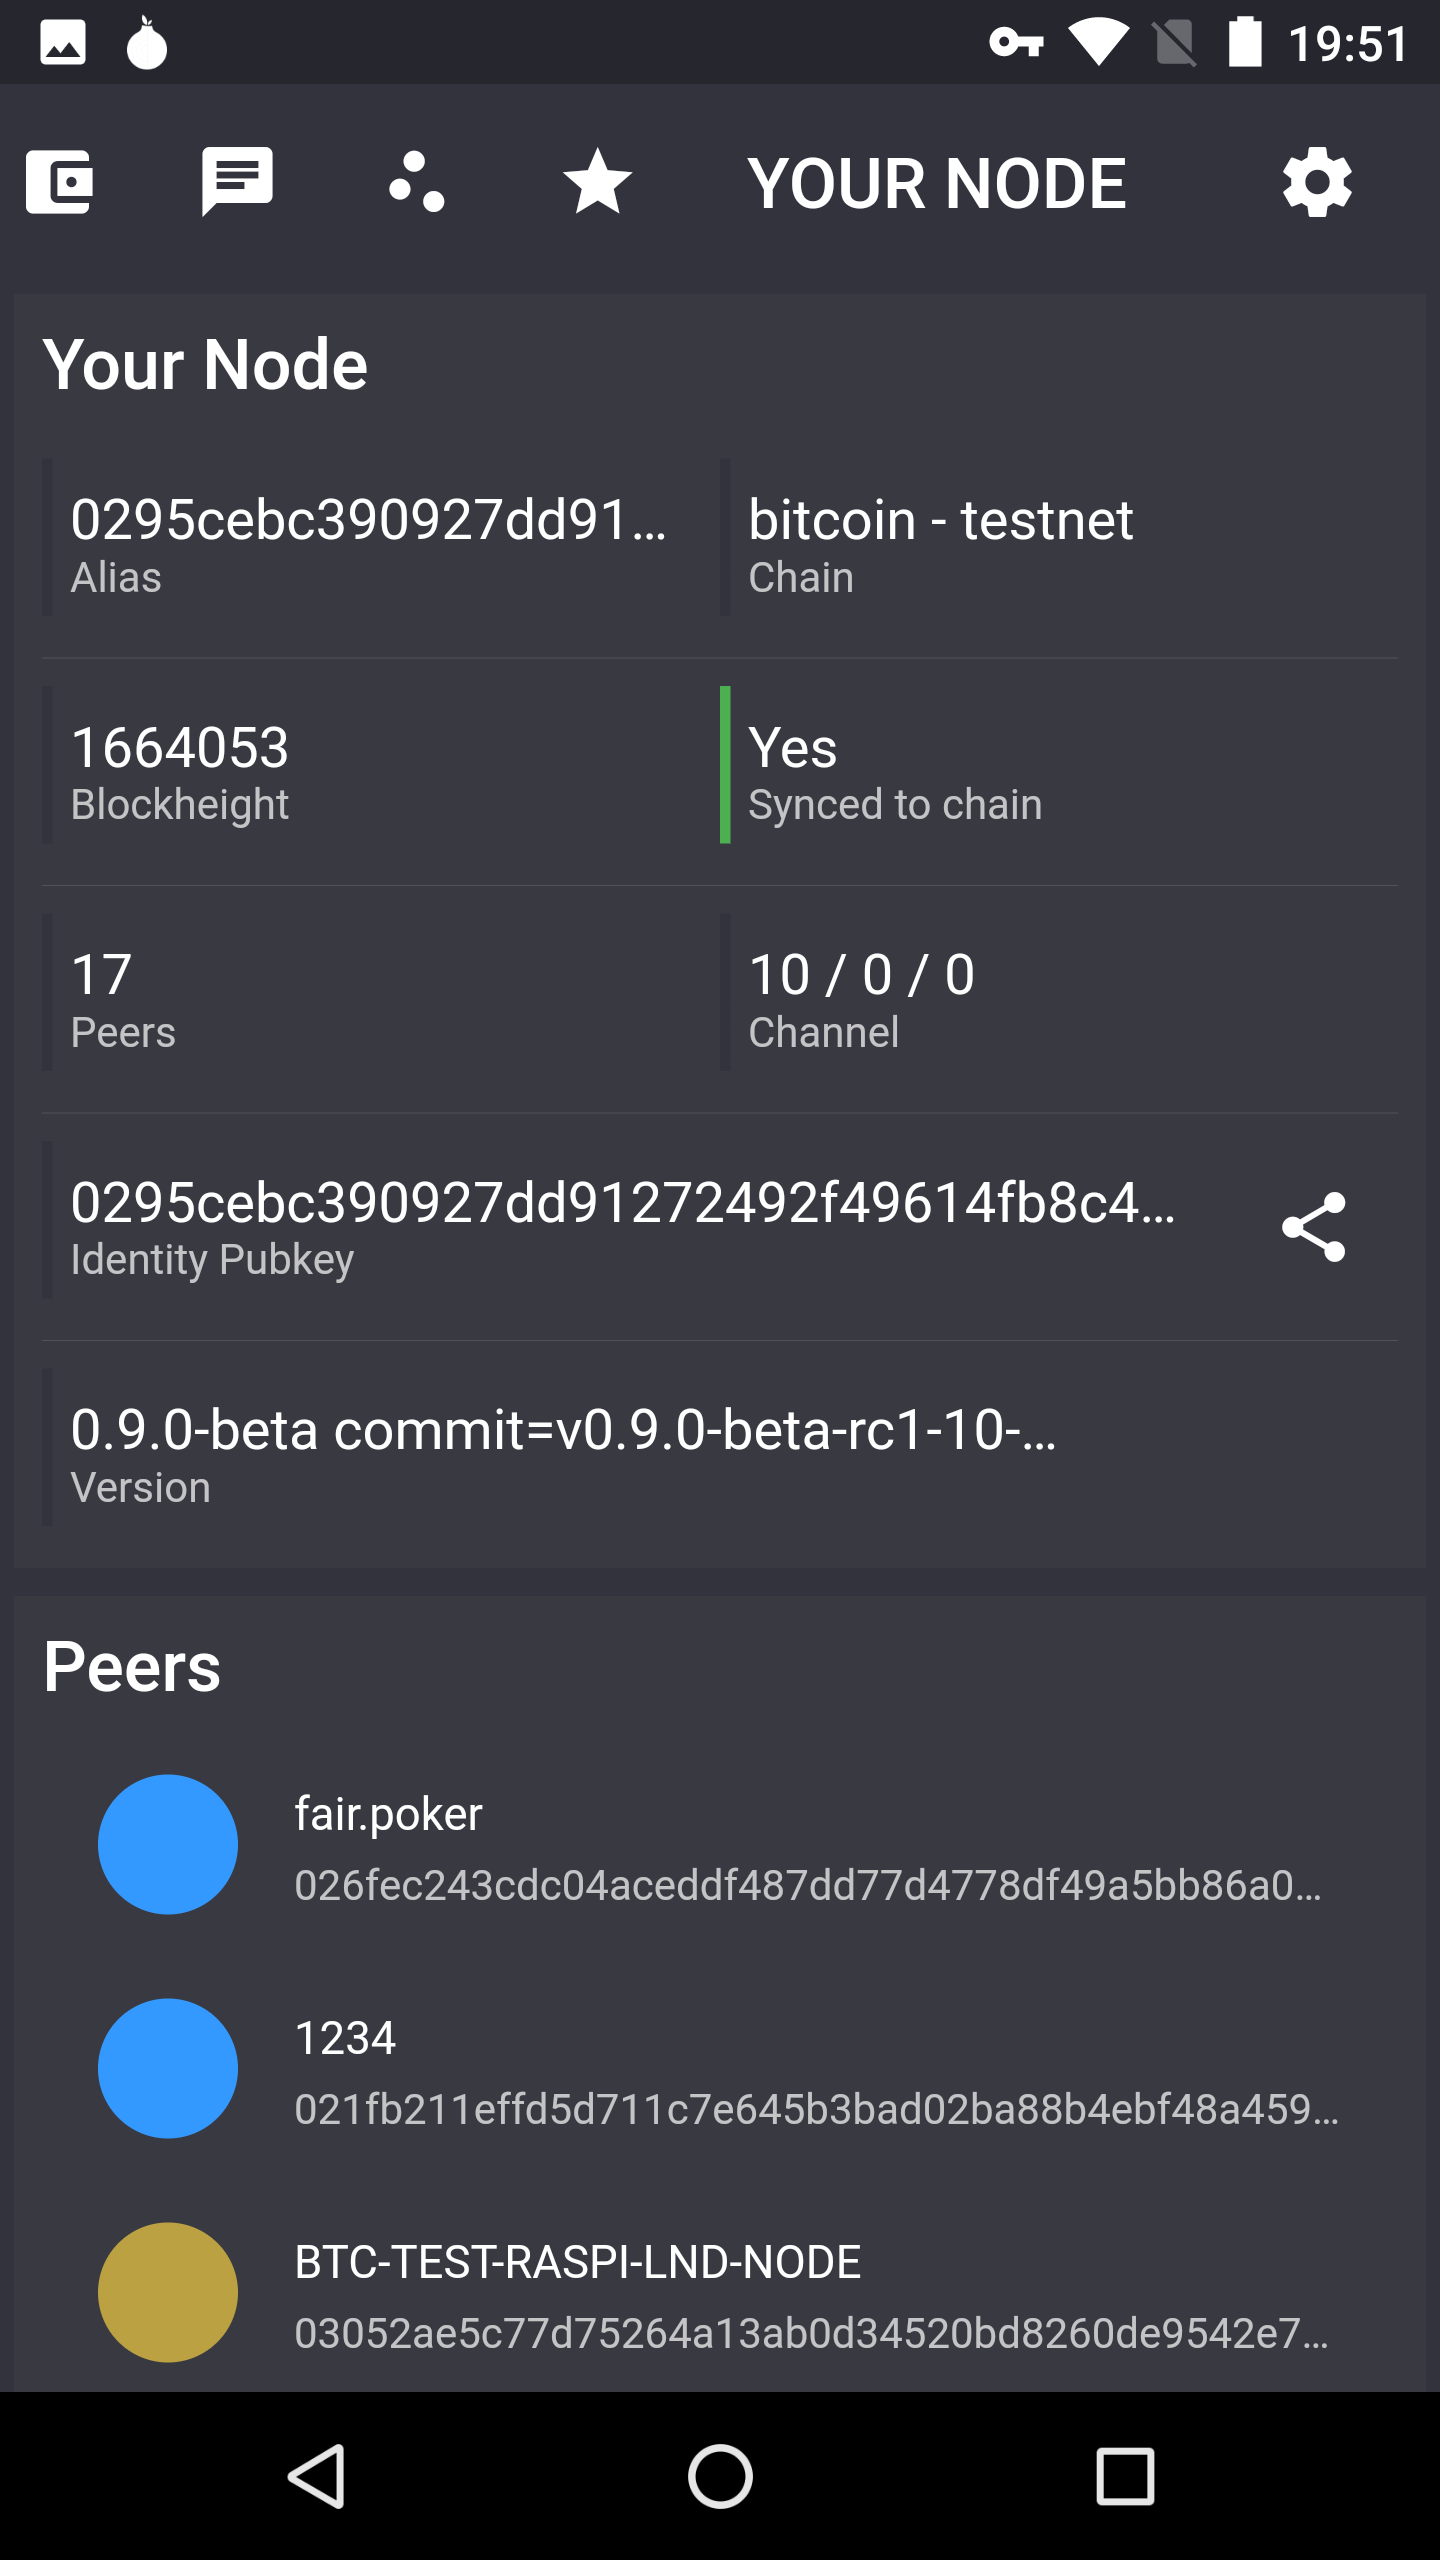 19:51
YOUR NODE
Your Node
0295cebc390927dd91...
Alias
bitcoin - testnet
Chain
1664053
Blockheight
Yes
Synced to chain
17
Peers
10 / 0 / 0
Channel
0295cebc390927dd91272492f49614fb8c4...
Identity Pubkey
0.9.0-beta commit=v0.9.0-beta-rc1-10-...
Version
Peers
fair.poker
026fec243cdc04aceddf487dd77d4778df49a5bb86a0...
1234
021fb211effd5d711c7e645b3bad02ba88b4ebf48a459...
BTC-TEST-RASPI-LND-NODE
03052ae5c77d75264a13ab0d34520bd8260de9542e7...